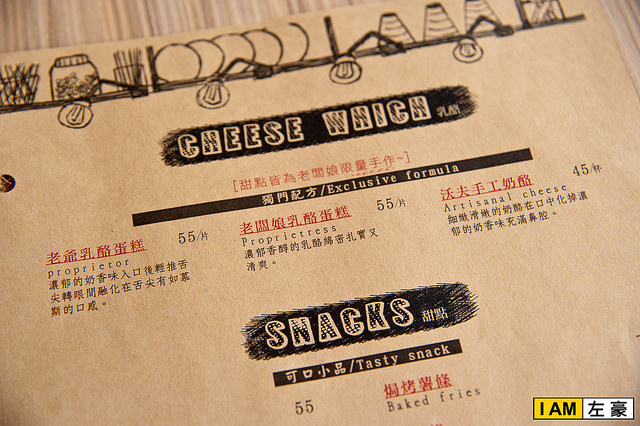 CHEESE WHICH 乳酪
[甜點皆為老闆娘限量手作~]
獨門配方/Exclusive formula
老爺乳酪蛋糕 55/片
proprietor
濃郁的奶香味入口後輕推舌
尖轉眼間融化在舌尖有如慕
斯的口感。
老闆娘乳酪蛋糕 55/片
Proprietress
濃郁香醇的乳酪綿密扎實又
清爽。
沃夫手工奶酪 45/杯
Artisanal cheese
細緻滑嫩的奶酪在口中化掉濃
郁的奶香味充滿鼻腔。
SNACKS 甜點
可口小品/Tasty snack
55
焗烤薯條
Baked fries
I AM 左豪